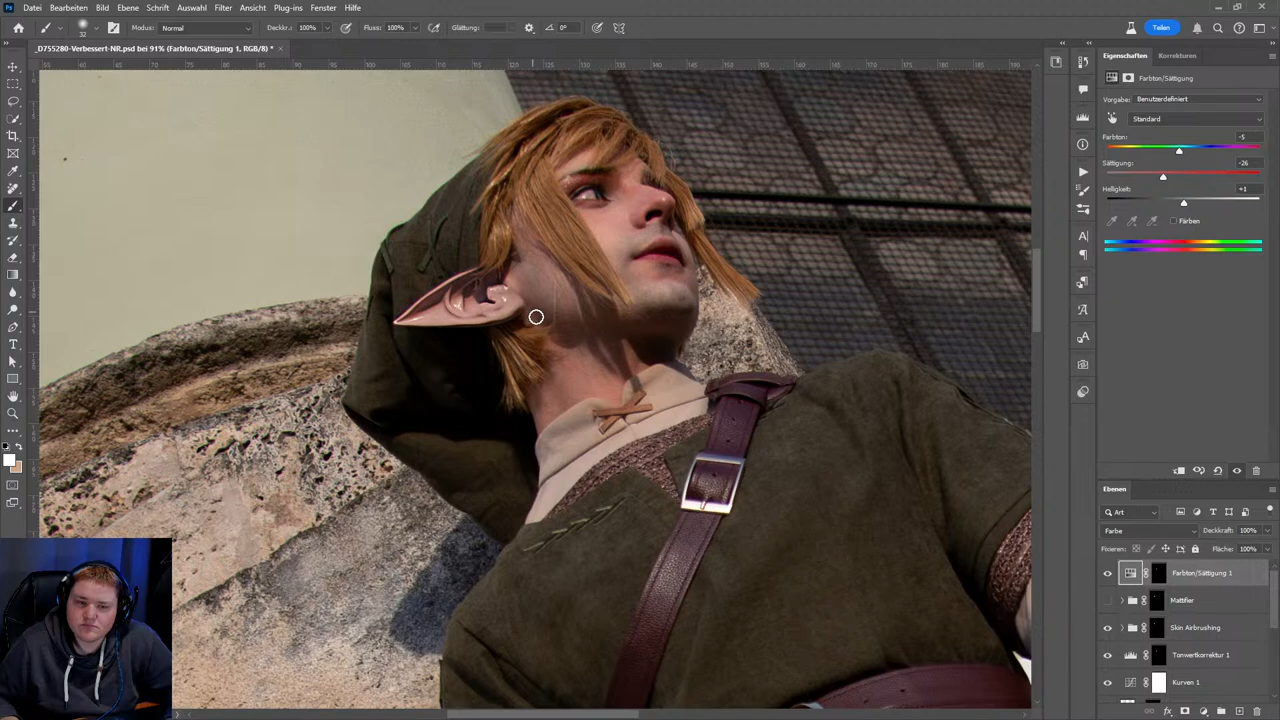 Datei Bearbeiten Bild Ebene Schrift Auswahl Filter Ansicht Plug-ins Fenster Hilfe
32 Modus: Normal Deckkr.: 100% Fluss: 100% Glättung: 0° Teilen
_D755280-Verbessert-NR.psd bei 91% (Farbton/Sättigung 1, RGB/8) * ×
Eigenschaften Korrekturen
Farbton/Sättigung
Vorgabe: Benutzerdefiniert
Standard
Farbton: -5
Sättigung: -26
Helligkeit: +1
Färben
Ebenen
Art
Farbe Deckkraft: 100%
Fixieren: Fläche: 100%
Farbton/Sättigung 1
Mattifier
Skin Airbrushing
Tonwertkorrektur 1
Kurven 1